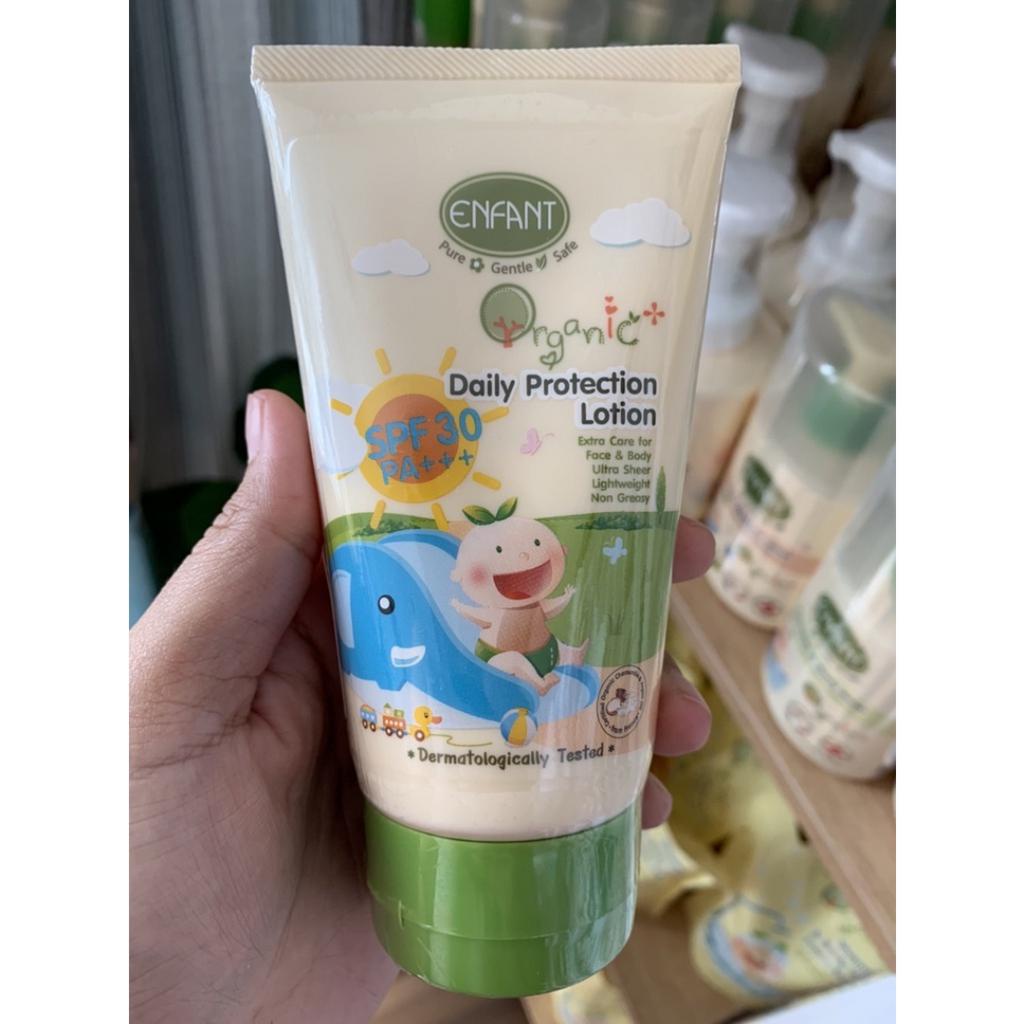 ENFANT
Pure Gentle Safe
Organic+
Daily Protection
Lotion
SPF 30
PA+++
Extra Care for
Face & Body
Ultra Sheer
Lightweight
Non Greasy
*Dermatologically Tested*